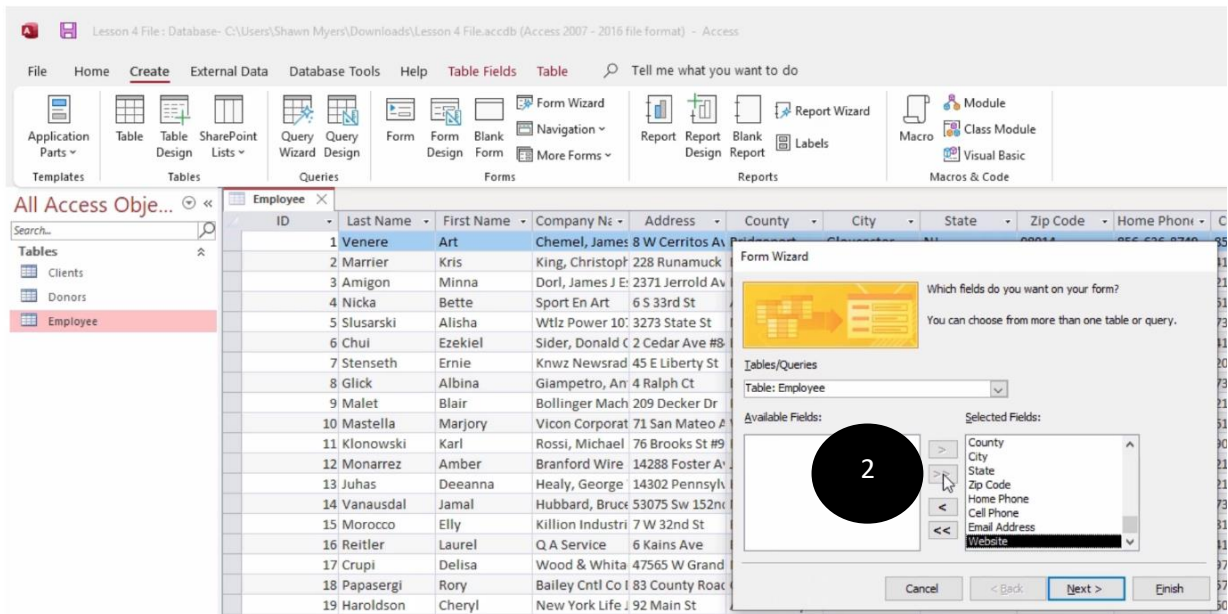 Lesson 4 File : Database- C:\Users\Shawn Myers\Downloads\Lesson 4 File.accdb (Access 2007 - 2016 file format) - Access
File Home Create External Data Database Tools Help Table Fields Table Tell me what you want to do
Application Parts
Table
Table Design
SharePoint Lists
Query Wizard
Query Design
Form
Form Design
Blank Form
Form Wizard
Navigation
More Forms
Report
Report Design
Blank Report
Report Wizard
Labels
Macro
Module
Class Module
Visual Basic
Templates Tables Queries Forms Reports Macros & Code
All Access Obje...
Search...
Tables
Clients
Donors
Employee
Employee
ID Last Name First Name Company Na Address County City State Zip Code Home Phone C
1 Venere Art Chemel, James 8 W Cerritos Av
2 Marrier Kris King, Christoph 228 Runamuck
3 Amigon Minna Dorl, James J Es 2371 Jerrold Av
4 Nicka Bette Sport En Art 6 S 33rd St
5 Slusarski Alisha Wtlz Power 107 3273 State St
6 Chui Ezekiel Sider, Donald C 2 Cedar Ave #8
7 Stenseth Ernie Knwz Newsrad 45 E Liberty St
8 Glick Albina Giampetro, An 4 Ralph Ct
9 Malet Blair Bollinger Mach 209 Decker Dr
10 Mastella Marjory Vicon Corporat 71 San Mateo A
11 Klonowski Karl Rossi, Michael 76 Brooks St #9
12 Monarrez Amber Branford Wire 14288 Foster Av
13 Juhas Deeanna Healy, George 14302 Pennsylv
14 Vanausdal Jamal Hubbard, Bruce 53075 Sw 152nd
15 Morocco Elly Killion Industri 7 W 32nd St
16 Reitler Laurel Q A Service 6 Kains Ave
17 Crupi Delisa Wood & Whita 47565 W Grand
18 Papasergi Rory Bailey Cntl Co 83 County Road
19 Haroldson Cheryl New York Life J 92 Main St
Form Wizard
Which fields do you want on your form?
You can choose from more than one table or query.
Tables/Queries
Table: Employee
Available Fields:
Selected Fields:
County
City
State
Zip Code
Home Phone
Cell Phone
Email Address
Website
>
>>
<
<<
2
Cancel < Back Next > Finish